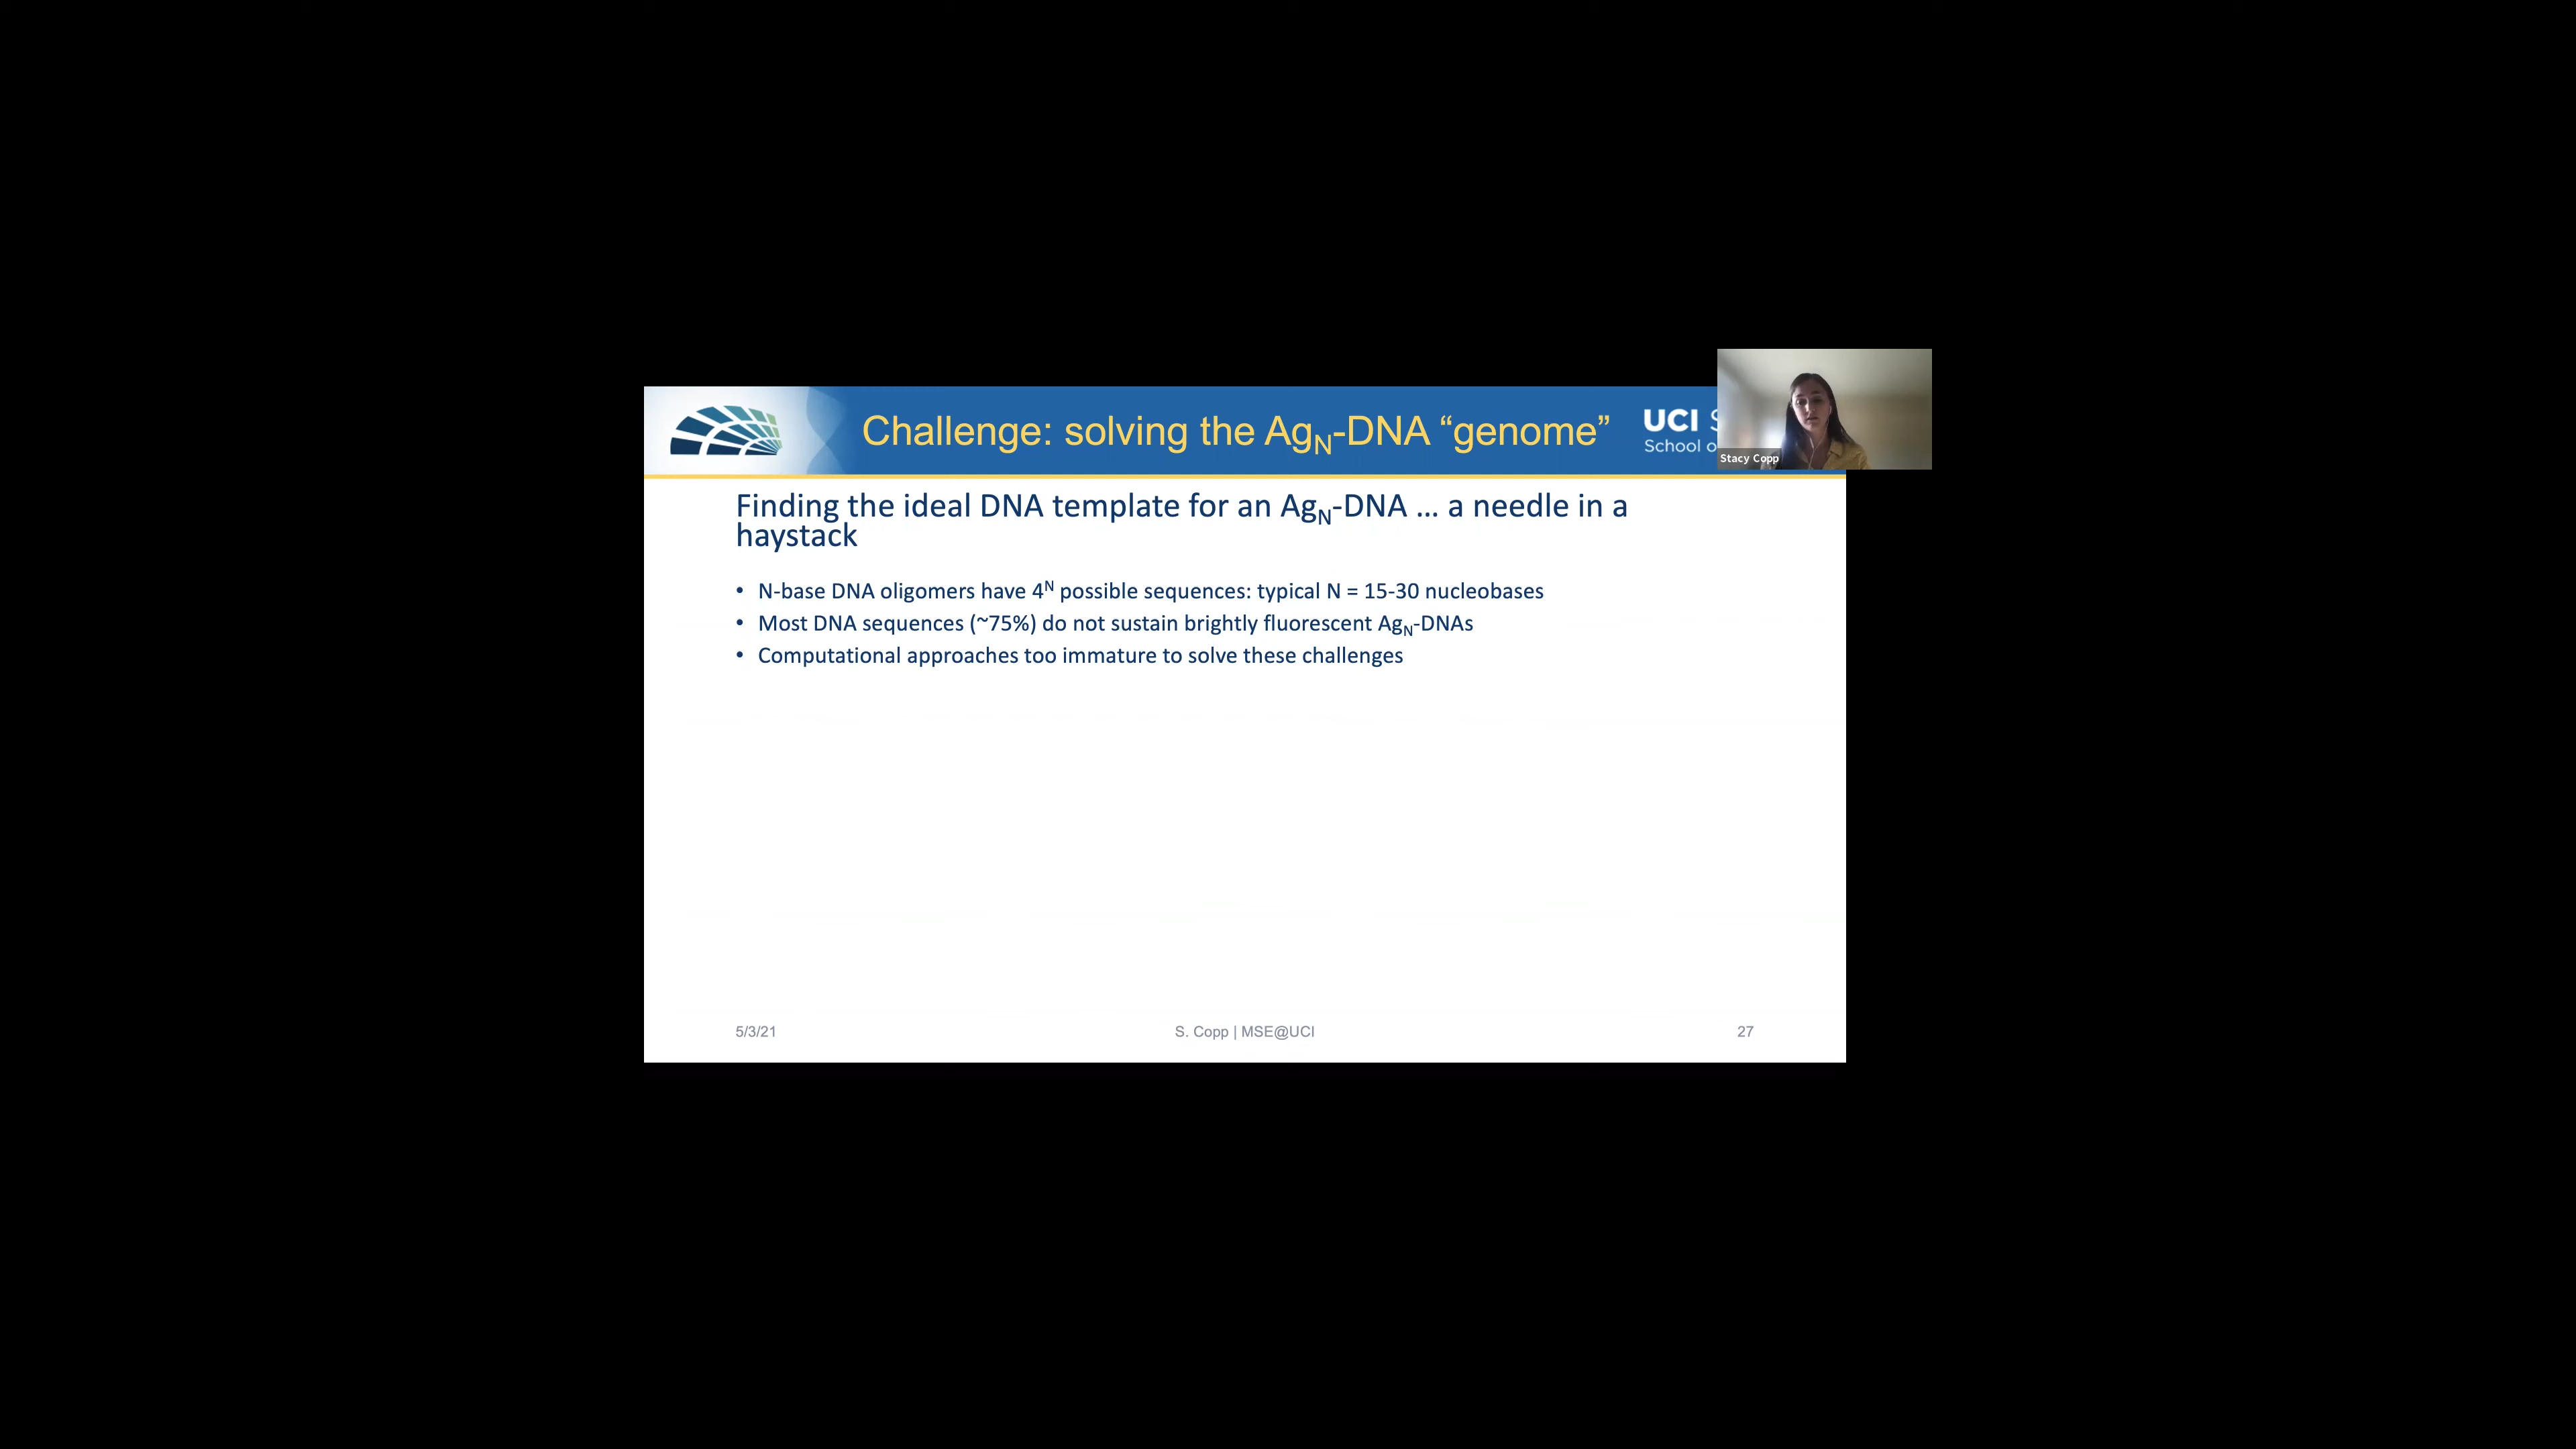 Challenge: solving the AgN-DNA “genome”
UCI S
School o
Stacy Copp
Finding the ideal DNA template for an AgN-DNA … a needle in a
haystack
• N-base DNA oligomers have 4^N possible sequences: typical N = 15-30 nucleobases
• Most DNA sequences (~75%) do not sustain brightly fluorescent AgN-DNAs
• Computational approaches too immature to solve these challenges
5/3/21
S. Copp | MSE@UCI
27